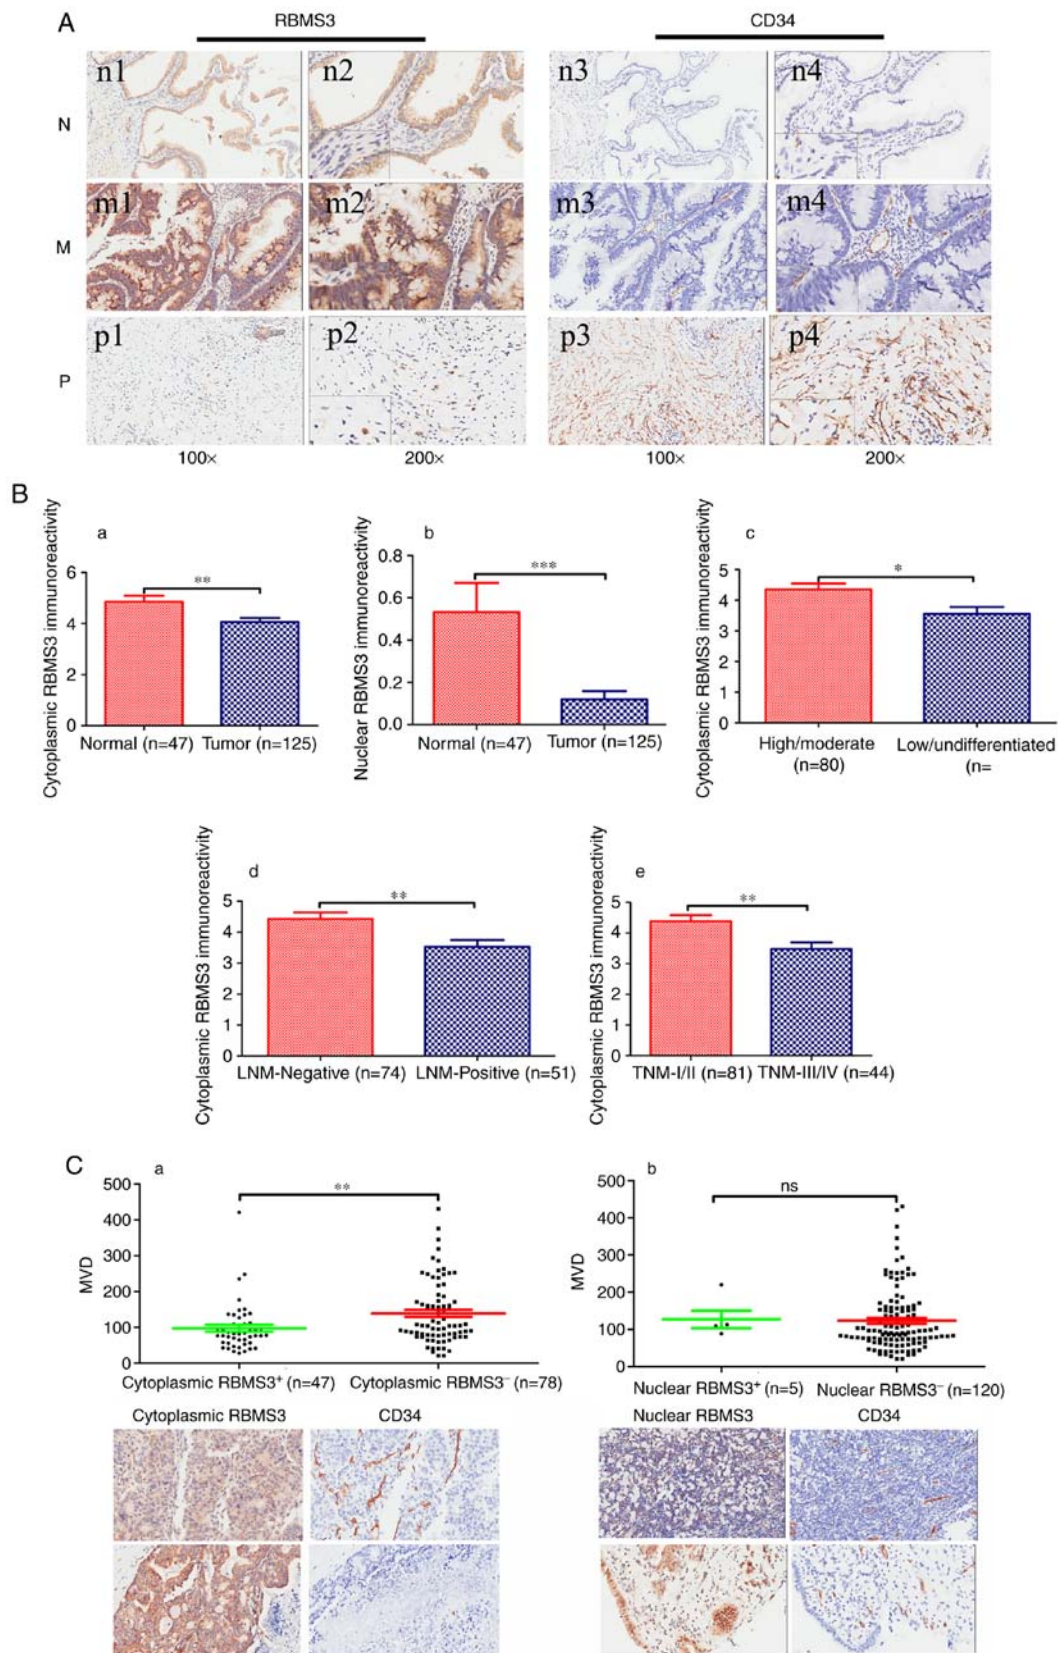 A
RBMS3 CD34
N n1 n2 n3 n4
M m1 m2 m3 m4
P p1 p2 p3 p4
100× 200× 100× 200×
B
a
Cytoplasmic RBMS3 immunoreactivity
6
4
2
0
**
Normal (n=47) Tumor (n=125)
b
Nuclear RBMS3 immunoreactivity
0.8
0.6
0.4
0.2
0.0
***
Normal (n=47) Tumor (n=125)
c
Cytoplasmic RBMS3 immunoreactivity
5
4
3
2
1
0
*
High/moderate Low/undifferentiated
(n=80) (n=
d
Cytoplasmic RBMS3 immunoreactivity
5
4
3
2
1
0
**
LNM-Negative (n=74) LNM-Positive (n=51)
e
Cytoplasmic RBMS3 immunoreactivity
5
4
3
2
1
0
**
TNM-I/II (n=81) TNM-III/IV (n=44)
C
a
MVD
500
400
300
200
100
0
**
Cytoplasmic RBMS3⁺ (n=47) Cytoplasmic RBMS3⁻ (n=78)
Cytoplasmic RBMS3 CD34
b
MVD
500
400
300
200
100
0
ns
Nuclear RBMS3⁺ (n=5) Nuclear RBMS3⁻ (n=120)
Nuclear RBMS3 CD34